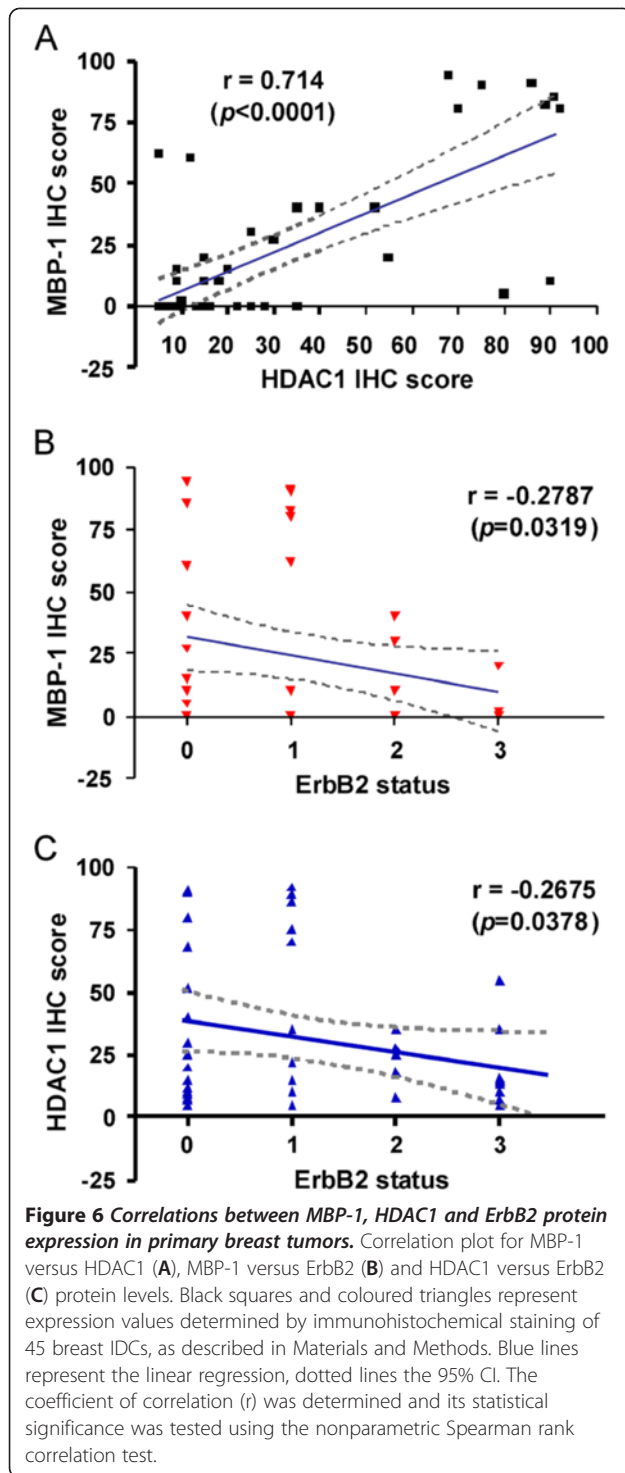 A
100
75
50
25
0
-25
MBP-1 IHC score
r = 0.714
(p<0.0001)
10 20 30 40 50 60 70 80 90 100
HDAC1 IHC score
B
100
75
50
25
0
-25
MBP-1 IHC score
r = -0.2787
(p=0.0319)
0 1 2 3
ErbB2 status
C
100
75
50
25
0
-25
HDAC1 IHC score
r = -0.2675
(p=0.0378)
0 1 2 3
ErbB2 status
Figure 6 Correlations between MBP-1, HDAC1 and ErbB2 protein
expression in primary breast tumors. Correlation plot for MBP-1
versus HDAC1 (A), MBP-1 versus ErbB2 (B) and HDAC1 versus ErbB2
(C) protein levels. Black squares and coloured triangles represent
expression values determined by immunohistochemical staining of
45 breast IDCs, as described in Materials and Methods. Blue lines
represent the linear regression, dotted lines the 95% CI. The
coefficient of correlation (r) was determined and its statistical
significance was tested using the nonparametric Spearman rank
correlation test.